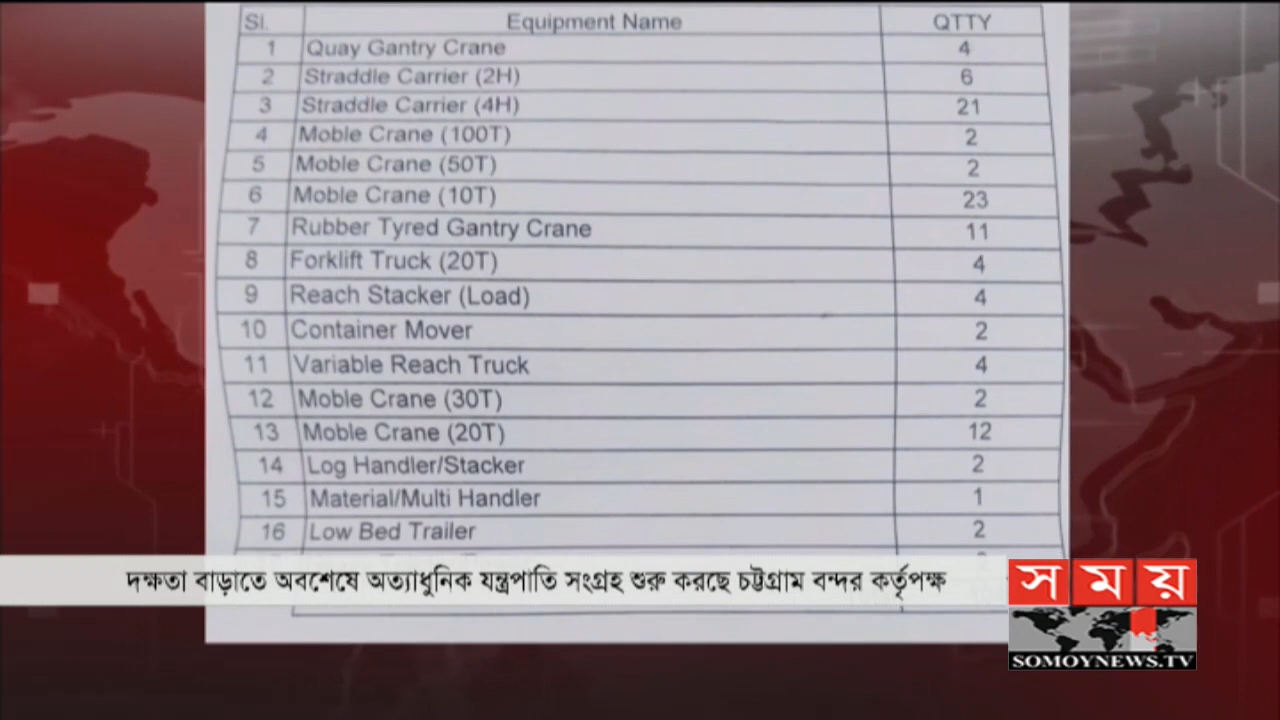 Sl. Equipment Name QTTY
1 Quay Gantry Crane 4
2 Straddle Carrier (2H) 6
3 Straddle Carrier (4H) 21
4 Moble Crane (100T) 2
5 Moble Crane (50T) 2
6 Moble Crane (10T) 23
7 Rubber Tyred Gantry Crane 11
8 Forklift Truck (20T) 4
9 Reach Stacker (Load) 4
10 Container Mover 2
11 Variable Reach Truck 4
12 Moble Crane (30T) 2
13 Moble Crane (20T) 12
14 Log Handler/Stacker 2
15 Material/Multi Handler 1
16 Low Bed Trailer 2
দক্ষতা বাড়াতে অবশেষে অত্যাধুনিক যন্ত্রপাতি সংগ্রহ শুরু করছে চট্টগ্রাম বন্দর কর্তৃপক্ষ
সময়
SOMOYNEWS.TV